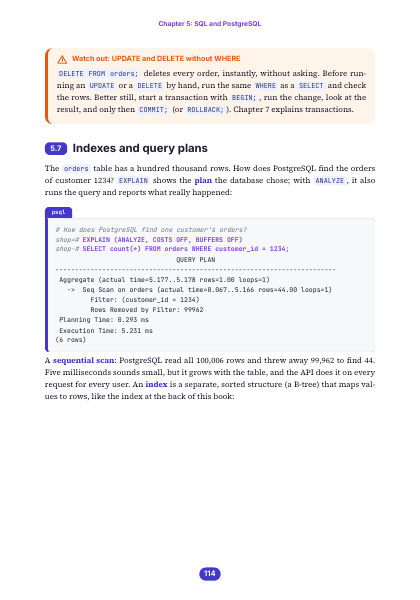 Chapter 5: SQL and PostgreSQL
Watch out: UPDATE and DELETE without WHERE
DELETE FROM orders; deletes every order, instantly, without asking. Before run-
ning an UPDATE or a DELETE by hand, run the same WHERE as a SELECT and check
the rows. Better still, start a transaction with BEGIN; , run the change, look at the
result, and only then COMMIT; (or ROLLBACK; ). Chapter 7 explains transactions.
5.7 Indexes and query plans
The orders table has a hundred thousand rows. How does PostgreSQL find the orders
of customer 1234? EXPLAIN shows the plan the database chose; with ANALYZE , it also
runs the query and reports what really happened:
psql
# How does PostgreSQL find one customer's orders?
shop=# EXPLAIN (ANALYZE, COSTS OFF, BUFFERS OFF)
shop-# SELECT count(*) FROM orders WHERE customer_id = 1234;
QUERY PLAN
------------------------------------------------------------------------
Aggregate (actual time=5.177..5.178 rows=1.00 loops=1)
-> Seq Scan on orders (actual time=0.067..5.166 rows=44.00 loops=1)
Filter: (customer_id = 1234)
Rows Removed by Filter: 99962
Planning Time: 0.293 ms
Execution Time: 5.231 ms
(6 rows)
A sequential scan: PostgreSQL read all 100,006 rows and threw away 99,962 to find 44.
Five milliseconds sounds small, but it grows with the table, and the API does it on every
request for every user. An index is a separate, sorted structure (a B-tree) that maps val-
ues to rows, like the index at the back of this book:
114